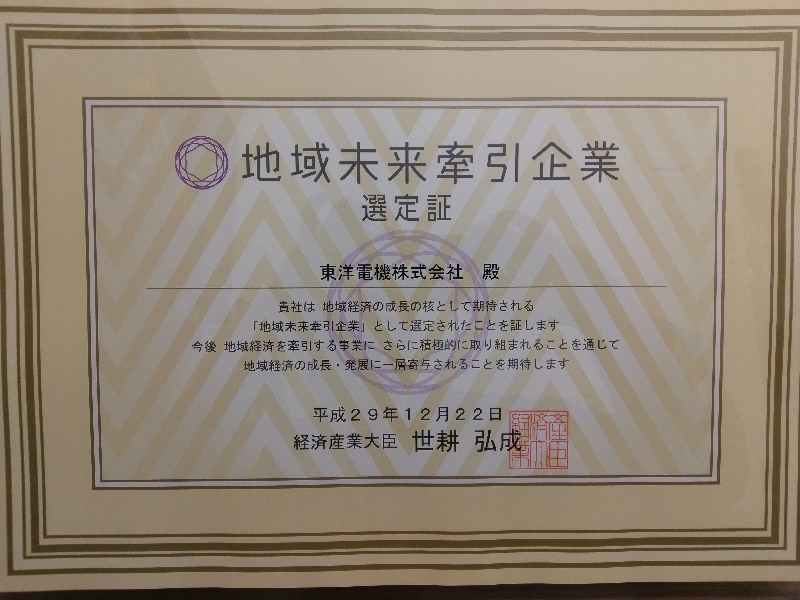 地域未来牽引企業
選定証
東洋電機株式会社　殿
貴社は 地域経済の成長の核として期待される
「地域未来牽引企業」として選定されたことを証します
今後 地域経済を牽引する事業に さらに積極的に取り組まれることを通じて
地域経済の成長・発展に一層寄与されることを期待します
平成２９年１２月２２日
経済産業大臣 世耕 弘成